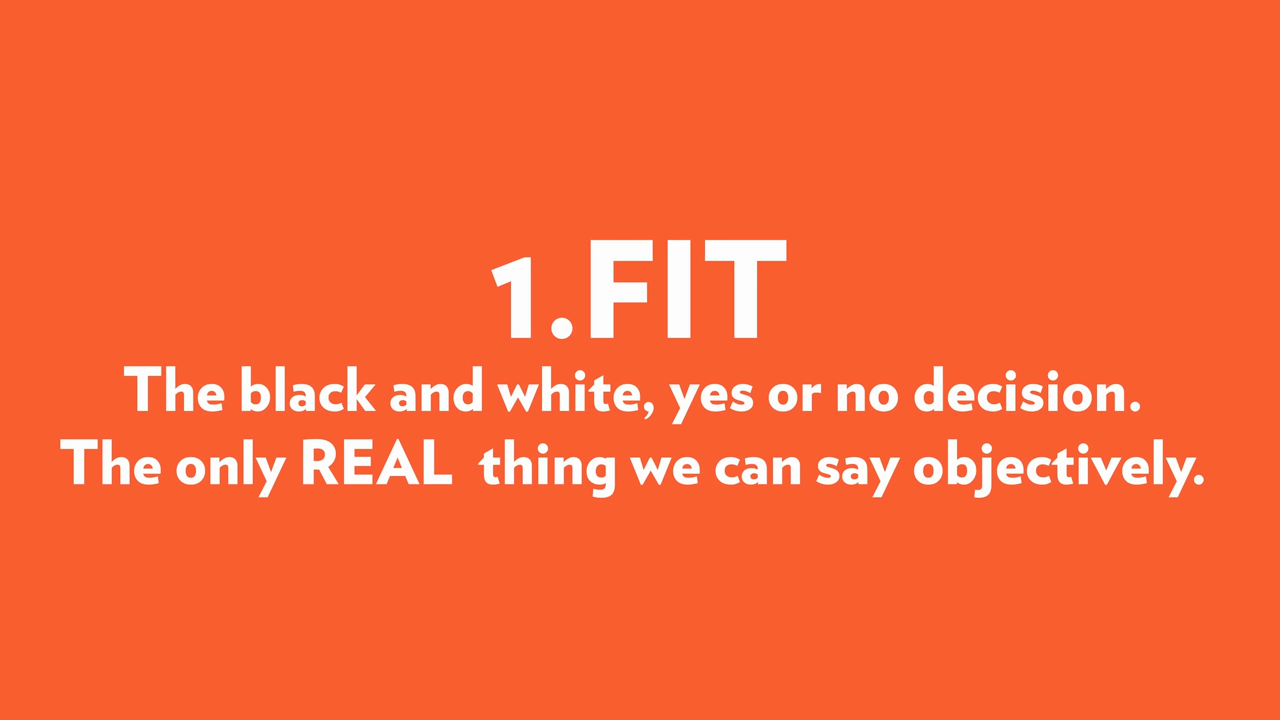 1.FIT
The black and white, yes or no decision.
The only REAL  thing we can say objectively.